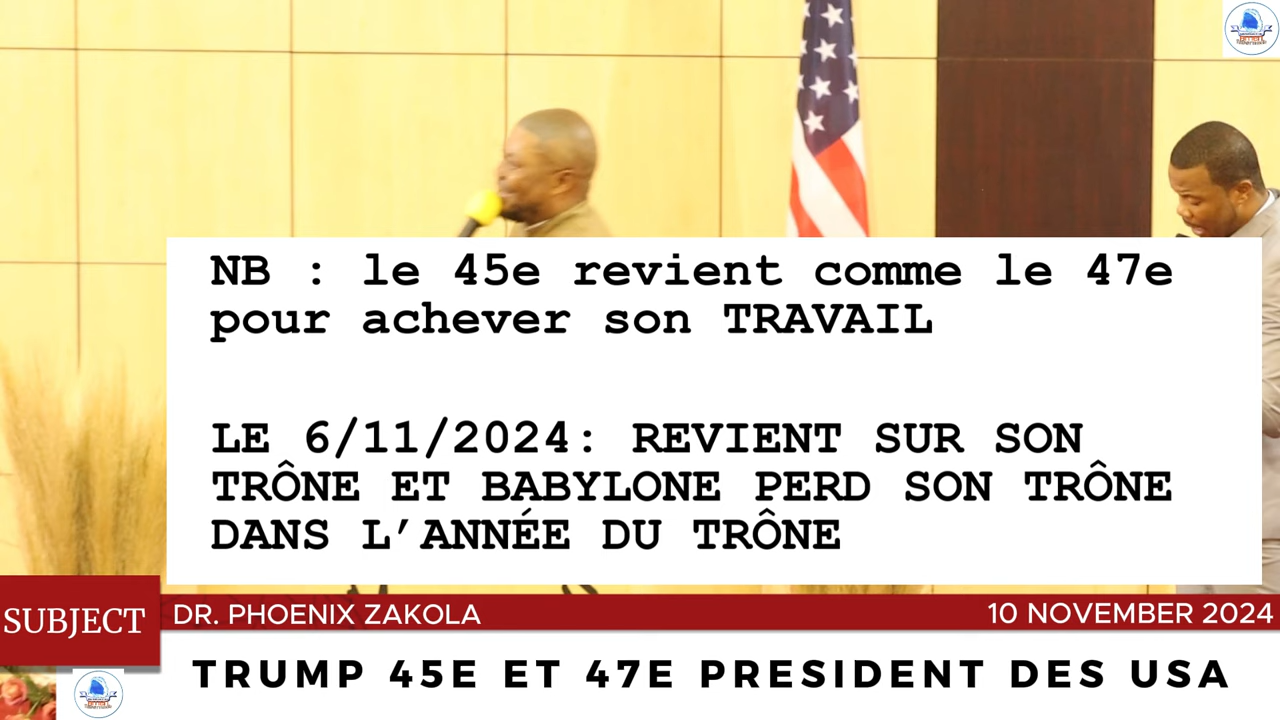 NB : le 45e revient comme le 47e
pour achever son TRAVAIL
LE 6/11/2024: REVIENT SUR SON
TRÔNE ET BABYLONE PERD SON TRÔNE
DANS L’ANNÉE DU TRÔNE
SUBJECT
DR. PHOENIX ZAKOLA
10 NOVEMBER 2024
TRUMP 45E ET 47E PRESIDENT DES USA